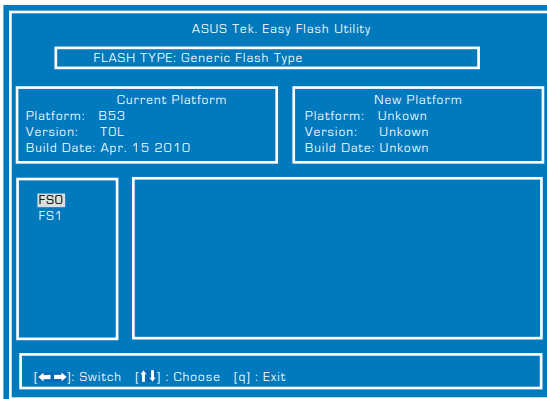 ASUS Tek. Easy Flash Utility
FLASH TYPE: Generic Flash Type
Current Platform
Platform: B53
Version: TOL
Build Date: Apr. 15 2010
New Platform
Platform: Unkown
Version: Unkown
Build Date: Unkown
FS0
FS1
[←→]: Switch [↑↓] : Choose [q] : Exit